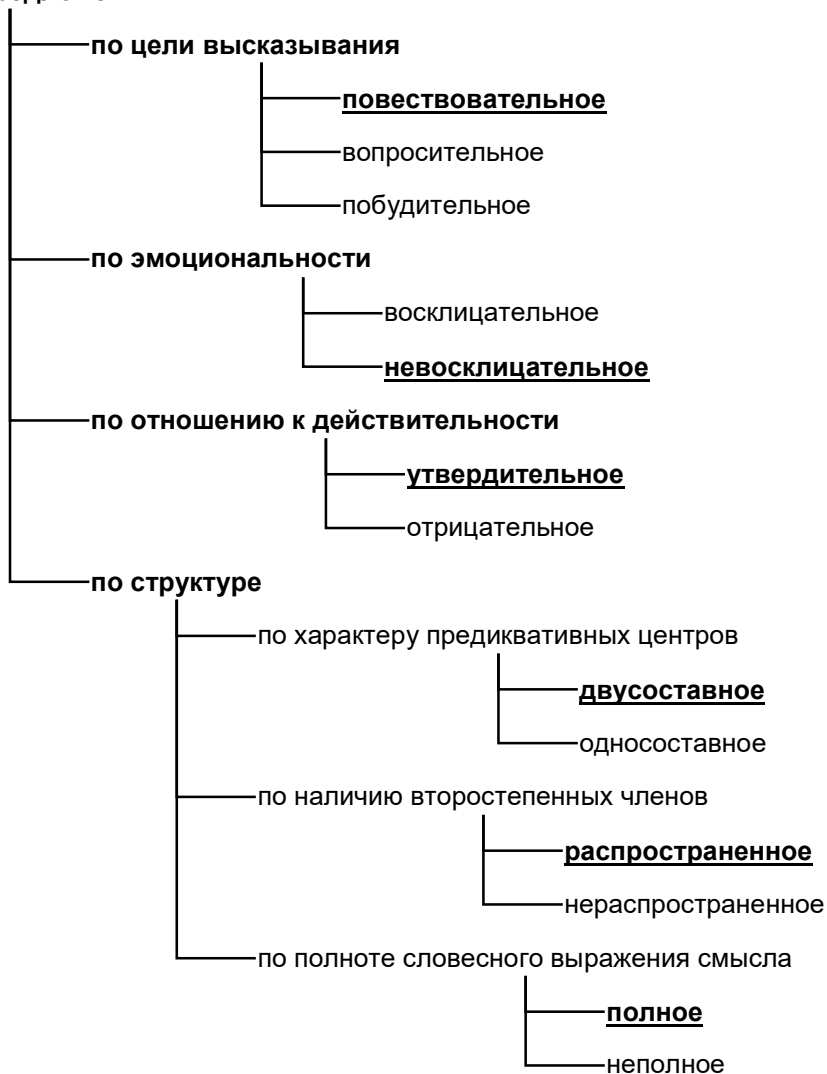 по цели высказывания
повествовательное
вопросительное
побудительное
по эмоциональности
восклицательное
невосклицательное
по отношению к действительности
утвердительное
отрицательное
по структуре
по характеру предиквативных центров
двусоставное
односоставное
по наличию второстепенных членов
распространенное
нераспространенное
по полноте словесного выражения смысла
полное
неполное